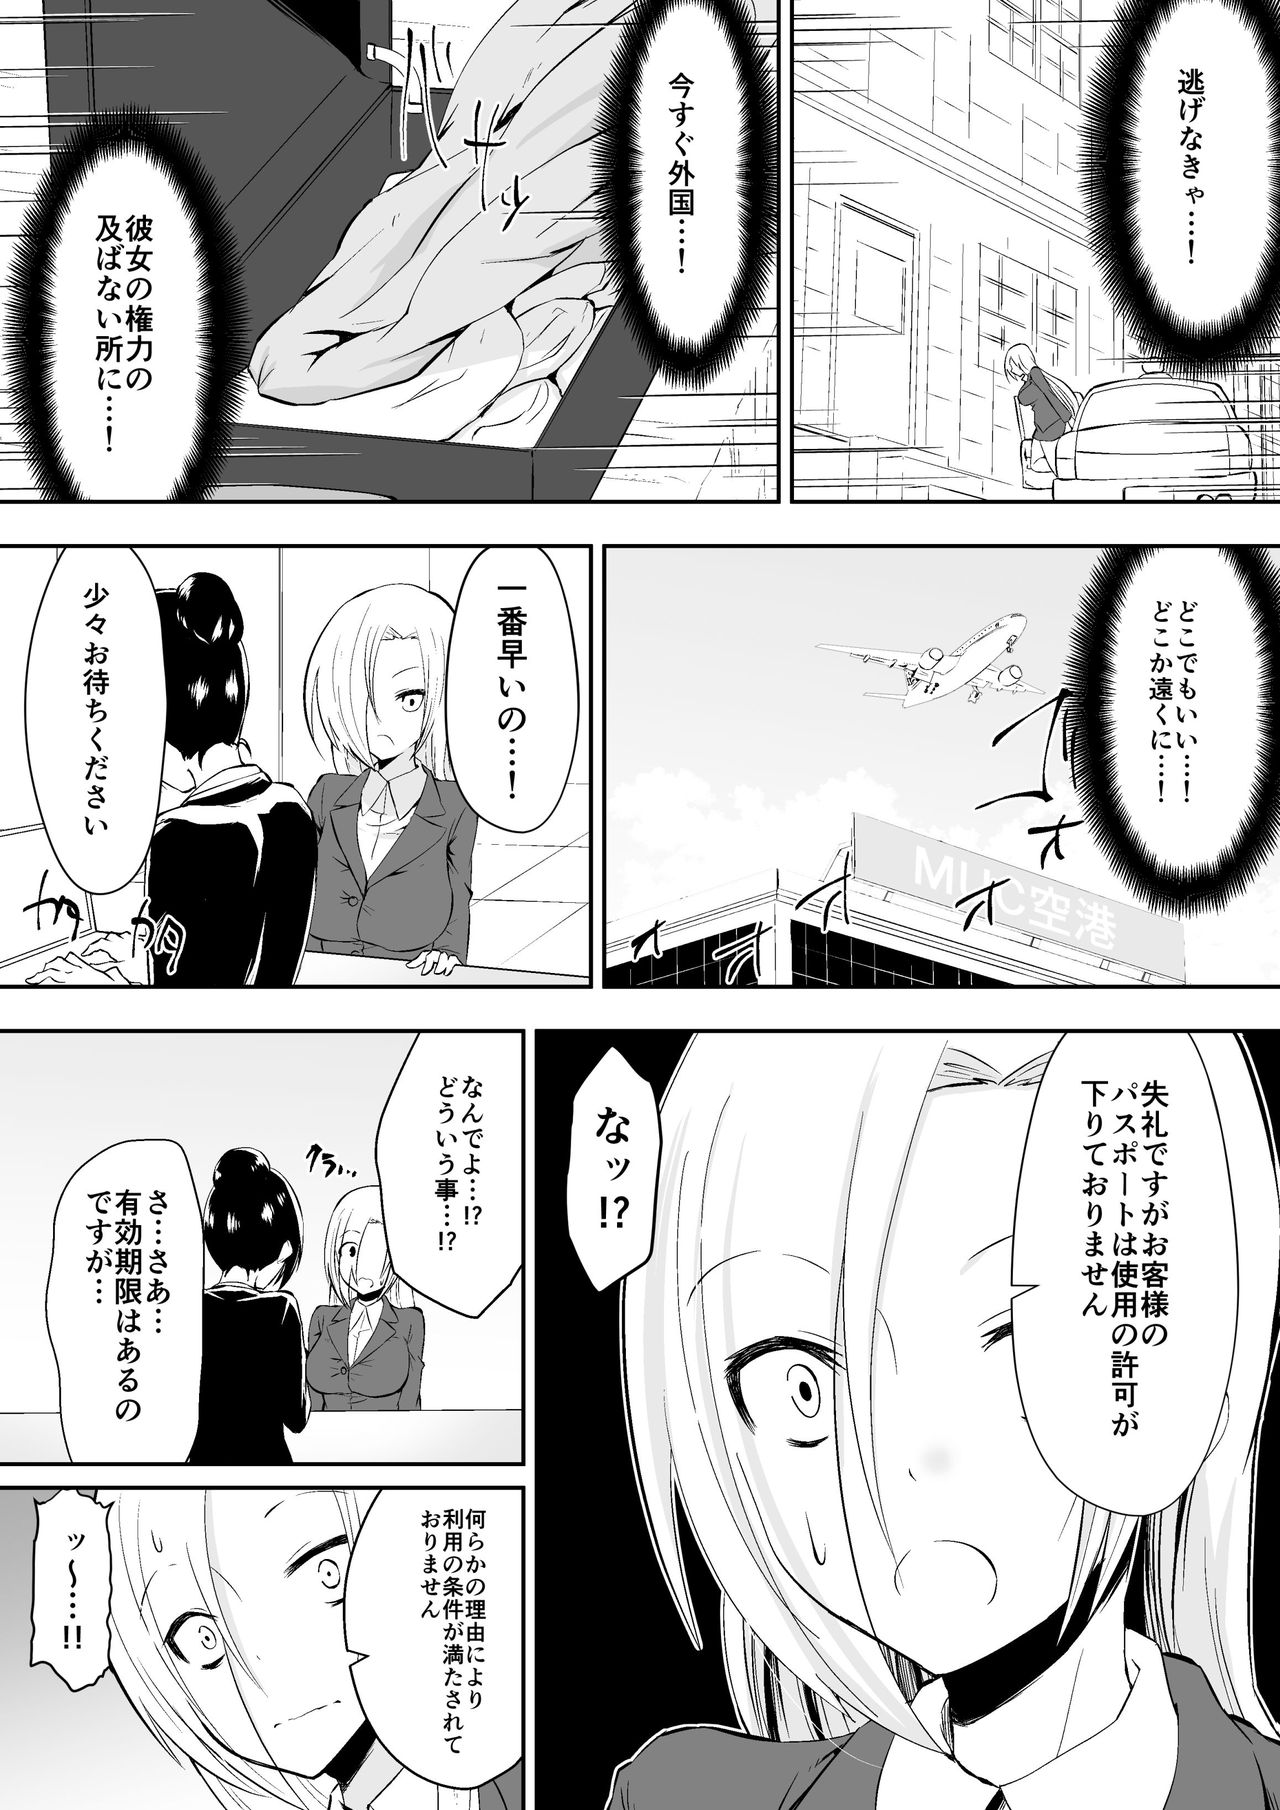 逃げなきゃ…!
今すぐ外国…!
彼女の権力の
及ばない所に…!
ギュッ
どこでもいい…!
どこか遠くに…!
MUC空港
オオオオ
一番早いの…!
少々お待ちください
カタ
カタ
失礼ですがお客様の
パスポートは使用の許可が
下りておりません
なッ!?
なんでよ…!?
どういう事…!?
クラ…
さ…さあ…
有効期限はあるの
ですが…
何らかの理由により
利用の条件が満たされて
おりません
ッ～…!!